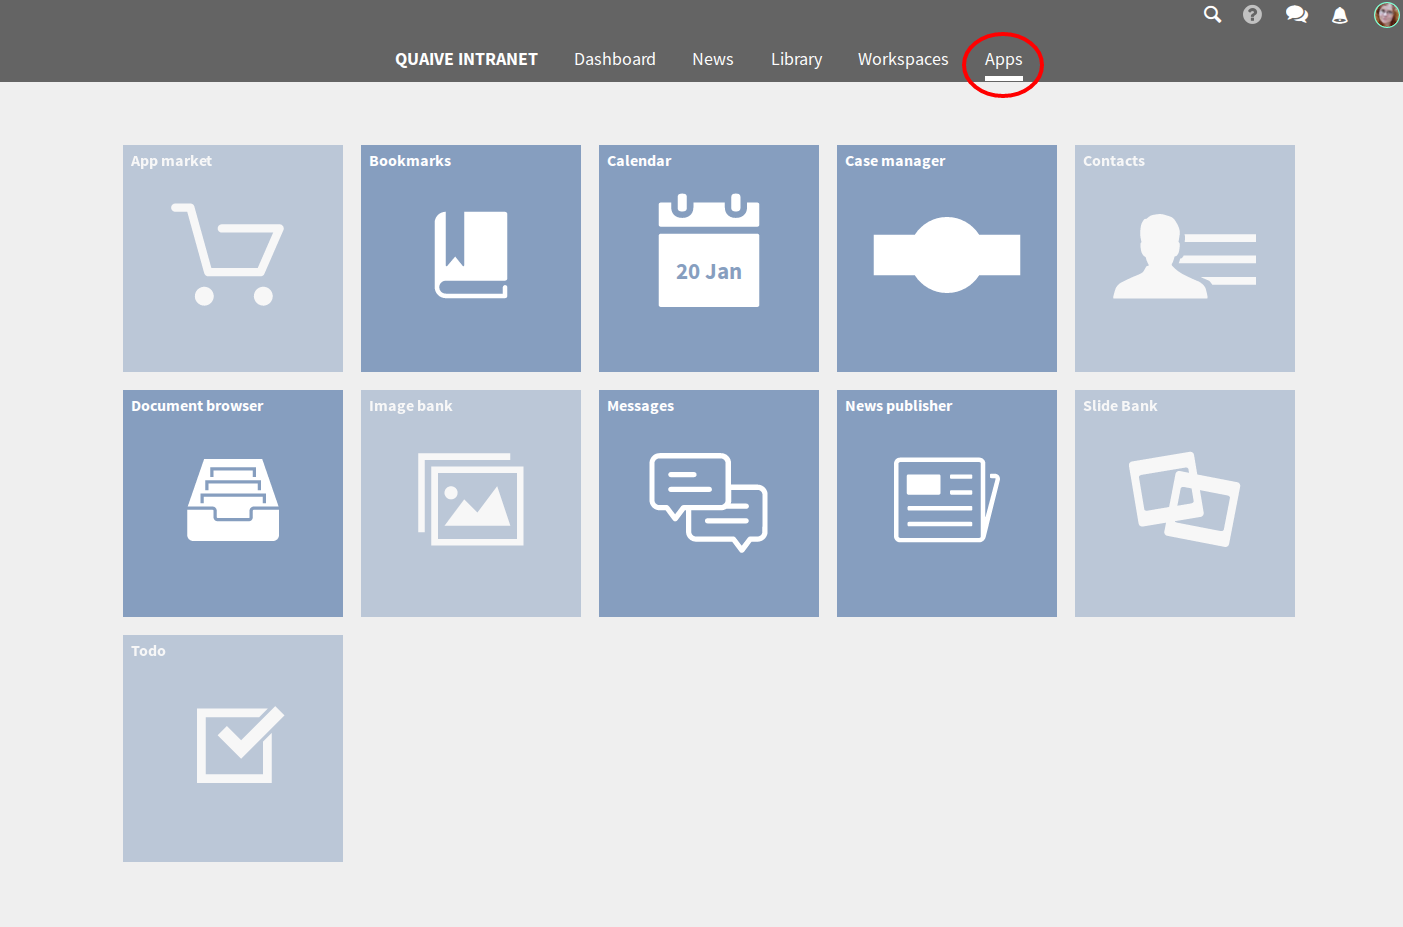 QUAIVE INTRANET Dashboard News Library Workspaces Apps
App market Bookmarks Calendar Case manager Contacts
20 Jan
Document browser Image bank Messages News publisher Slide Bank
Todo